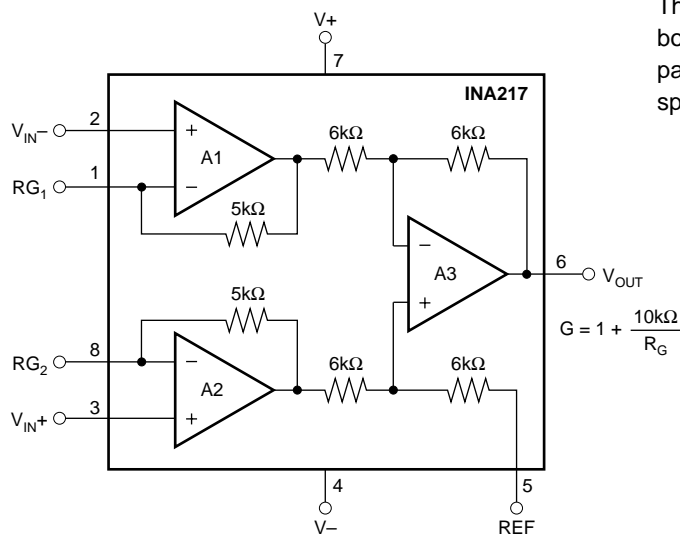 V+
7
INA217
Th
bo
pa
sp
VIN– 2
6kΩ 6kΩ
+
A1
RG1 1
–
5kΩ
–
A3
6
VOUT
+
5kΩ
G = 1 + 10kΩ
RG
RG2 8
–
6kΩ 6kΩ
A2
VIN+ 3
+
4
5
V–
REF